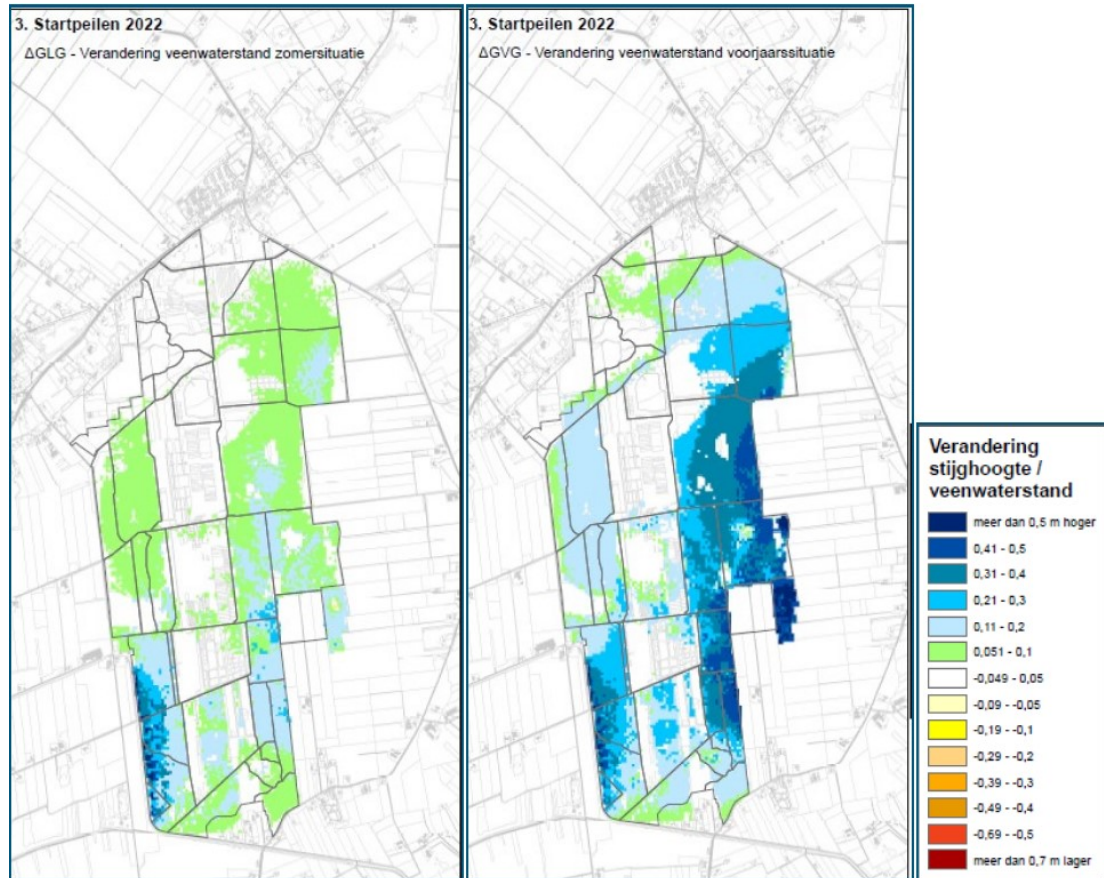 3. Startpeilen 2022
ΔGLG - Verandering veenwaterstand zomersituatie
3. Startpeilen 2022
ΔGVG - Verandering veenwaterstand voorjaarssituatie
Verandering
stijghoogte /
veenwaterstand
meer dan 0,5 m hoger
0,41 - 0,5
0,31 - 0,4
0,21 - 0,3
0,11 - 0,2
0,051 - 0,1
-0,049 - 0,05
-0,09 - -0,05
-0,19 - -0,1
-0,29 - -0,2
-0,39 - -0,3
-0,49 - -0,4
-0,69 - -0,5
meer dan 0,7 m lager